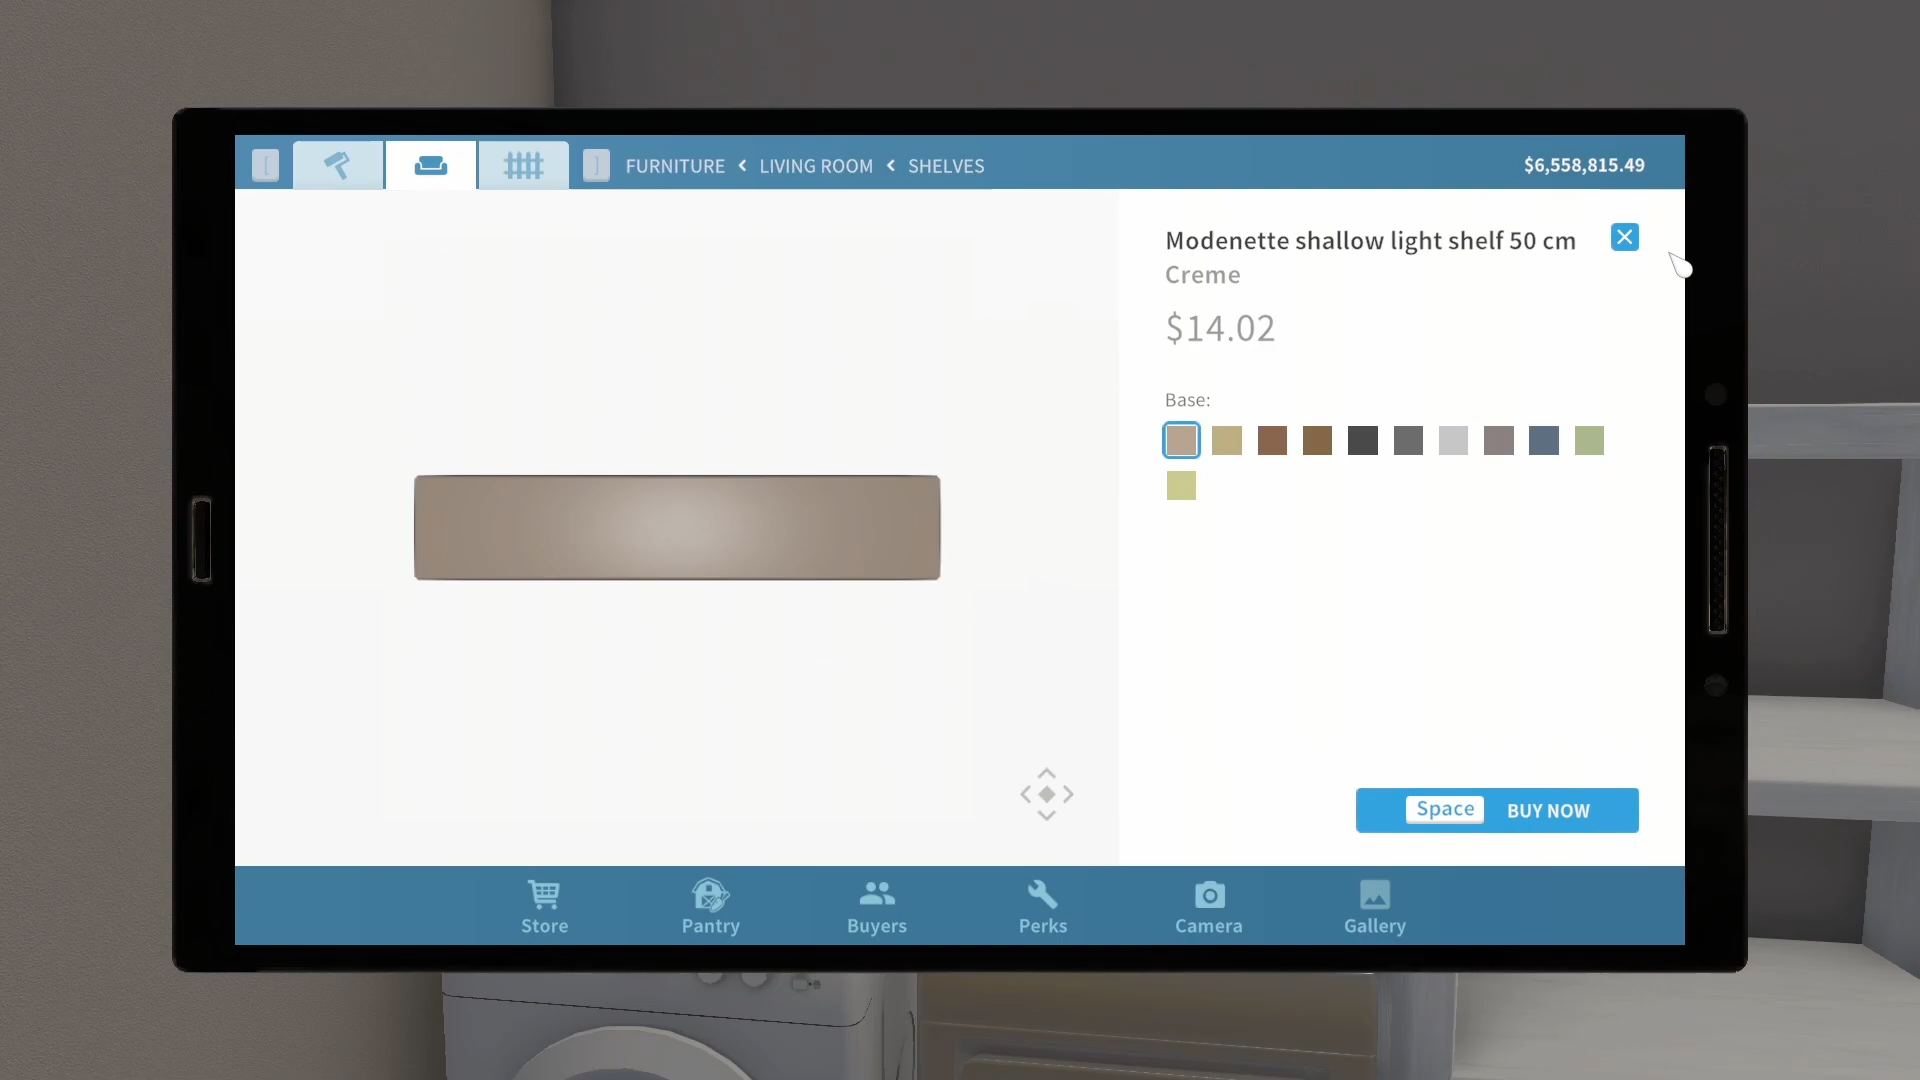 [ ] FURNITURE < LIVING ROOM < SHELVES $6,558,815.49
Modenette shallow light shelf 50 cm
Creme
$14.02
Base:
Space BUY NOW
Store Pantry Buyers Perks Camera Gallery